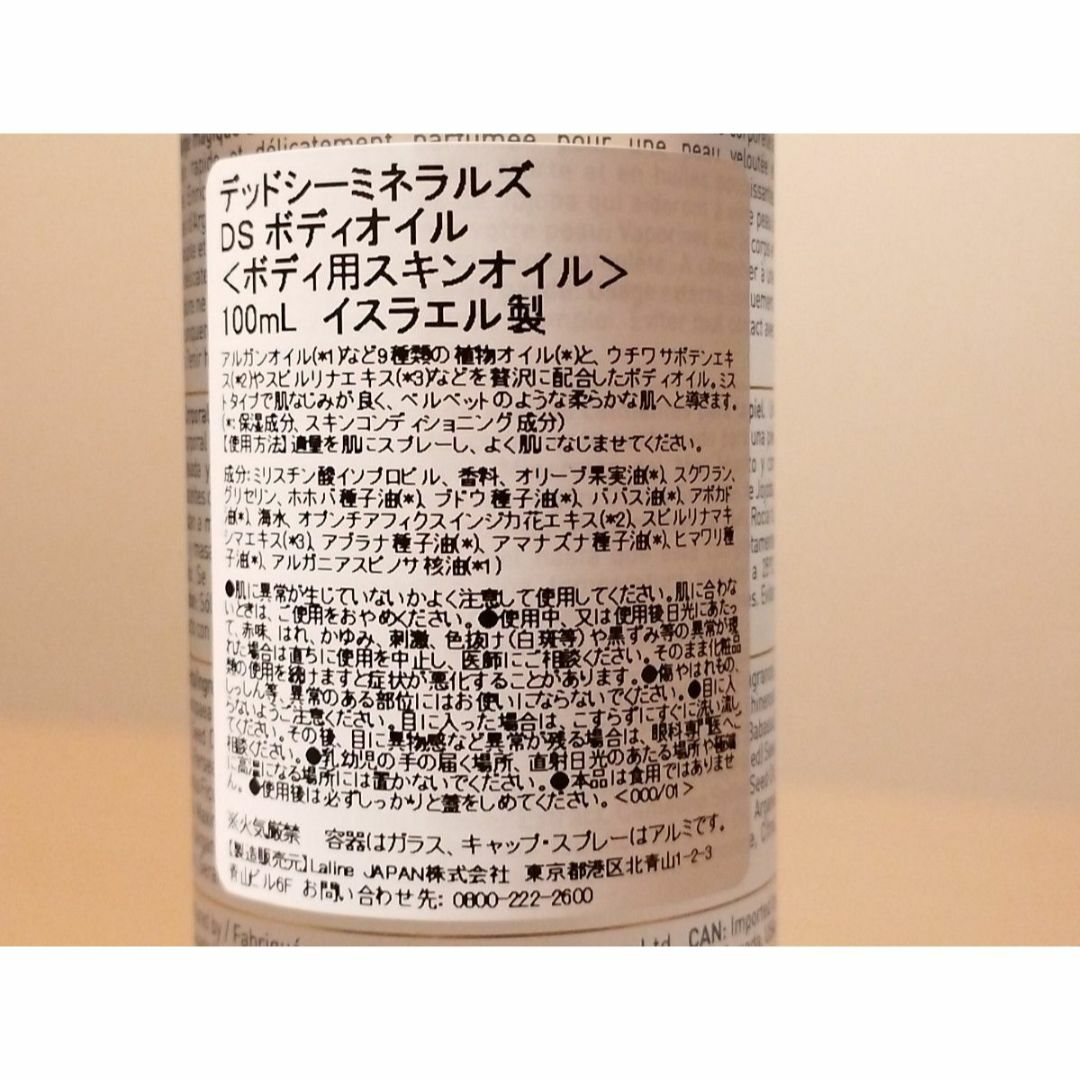 délicatement parfumée pour une peau veloutée
デッドシーミネラルズ
DS ボディオイル
<ボディ用スキンオイル>
100mL イスラエル製
アルガンオイル(*1)など9種類の植物オイル(*)と、ウチワサボテンエキ
ス(*2)やスピルリナエキス(*3)などを贅沢に配合したボディオイル。ミス
トタイプで肌なじみが良く、ベルベットのような柔らかな肌へと導きます。
(*:保湿成分、スキンコンディショニング成分)
【使用方法】適量を肌にスプレーし、よく肌になじませてください。
成分:ミリスチン酸イソプロピル、香料、オリーブ果実油(*)、スクワラン、
グリセリン、ホホバ種子油(*)、ブドウ種子油(*)、ババス油(*)、アボカド
油(*)、海水、オプンチアフィクスインジカ花エキス(*2)、スピルリナマキ
シマエキス(*3)、アブラナ種子油(*)、アマナズナ種子油(*)、ヒマワリ種
子油(*)、アルガニアスピノサ核油(*1)
●肌に異常が生じていないかよく注意して使用してください。肌に合わな
いときは、ご使用をおやめください。●使用中、又は使用後日光にあたっ
て、赤味、はれ、かゆみ、刺激、色抜け(白斑等)や黒ずみ等の異常が現
れた場合は直ちに使用を中止し、医師にご相談ください。そのまま化粧品
類の使用を続けますと症状が悪化することがあります。●傷やはれもの、
しっしん等、異常のある部位にはお使いにならないでください。●目に入
らないようご注意ください。目に入った場合は、こすらずにすぐに洗い流し
てください。その後、目に異物感など異常が残る場合は、眼科専門医へご
相談ください。●乳幼児の手の届く場所、直射日光のあたる場所や極端
に高温になる場所には置かないでください。●本品は食用ではありませ
ん。●使用後は必ずしっかりと蓋をしめてください。<000/01>
※火気厳禁 容器はガラス、キャップ・スプレーはアルミです。
【製造販売元】Lalire JAPAN株式会社 東京都港区北青山1-2-3
青山ビル6F お問い合わせ先: 0800-222-2600
by / Fabriqué
Ltd. CAN: Imported